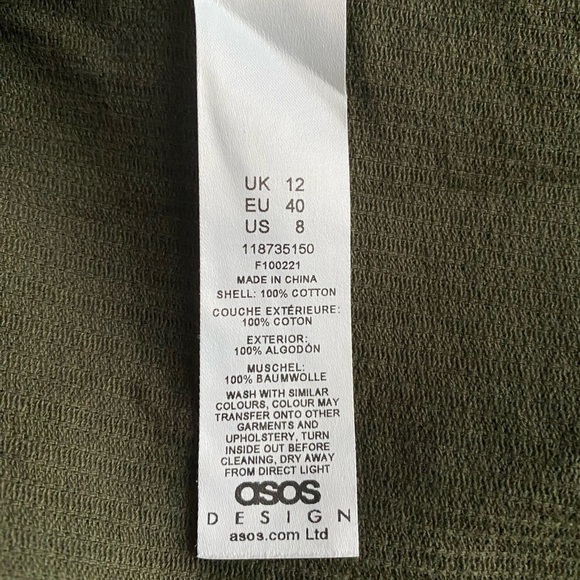 UK 12
EU 40
US 8
118735150
F100221
MADE IN CHINA
SHELL: 100% COTTON
COUCHE EXTÉRIEURE:
100% COTON
EXTERIOR:
100% ALGODÓN
MUSCHEL:
100% BAUMWOLLE
WASH WITH SIMILAR
COLOURS, COLOUR MAY
TRANSFER ONTO OTHER
GARMENTS AND
UPHOLSTERY, TURN
INSIDE OUT BEFORE
CLEANING, DRY AWAY
FROM DIRECT LIGHT
asos
DESIGN
asos.com Ltd